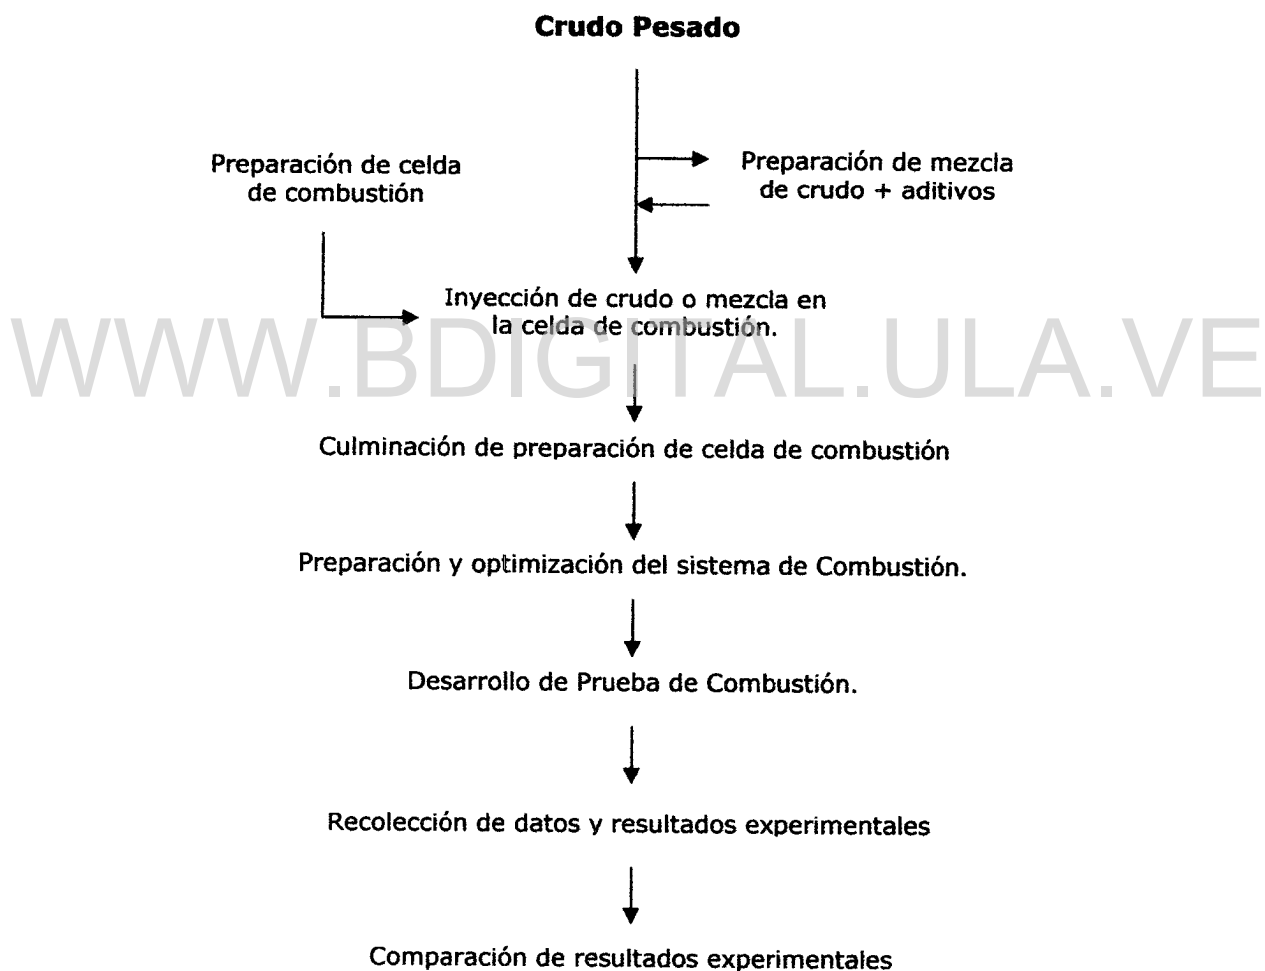 Crudo Pesado
Preparación de celda
de combustión
Preparación de mezcla
de crudo + aditivos
Inyección de crudo o mezcla en
la celda de combustión.
WWW.BDIGITAL.ULA.VE
Culminación de preparación de celda de combustión
Preparación y optimización del sistema de Combustión.
Desarrollo de Prueba de Combustión.
Recolección de datos y resultados experimentales
Comparación de resultados experimentales